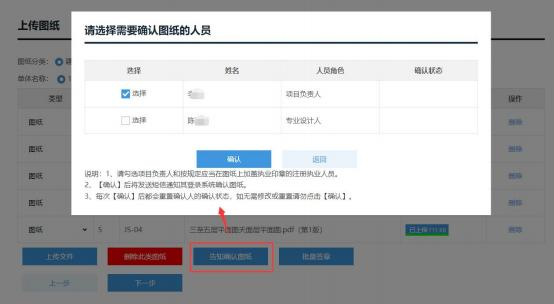 上传图纸
请选择需要确认图纸的人员
图纸分类：
单体名称：
类型
操作
选择 姓名 人员角色 确认状态
选择 项目负责人
选择 陈 专业设计人
图纸 删除
图纸 删除
图纸 删除
图纸 删除
确认 返回
说明：1、请勾选项目负责人和按规定应当在图纸上加盖执业印章的注册执业人员。
2、【确认】后将发送短信通知其登录系统确认图纸。
3、每次【确认】后都会重置确认人的确认状态，如无需修改或重置请勿点击【确认】。
图纸 5 JS-04 三至五层平面图天面层平面图.pdf（第1版） 已上传 删除
上传文件 删除此类图纸 告知确认图纸 批量签章
上一步 下一步